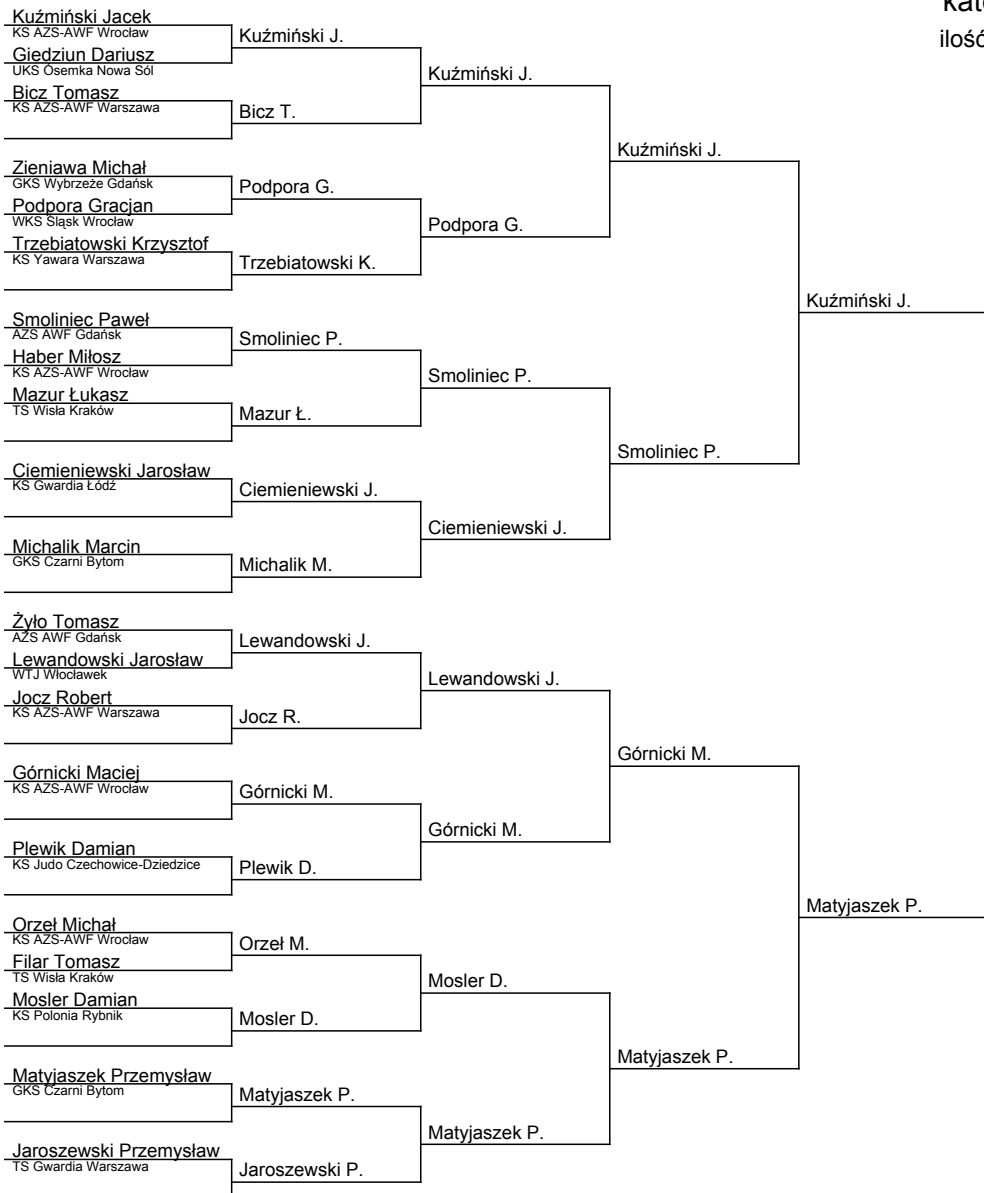 kat
ilość
Kuźmiński Jacek
KS AZS-AWF Wrocław
Giedziun Dariusz
UKS Ósemka Nowa Sól
Bicz Tomasz
KS AZS-AWF Warszawa
Zieniawa Michał
GKS Wybrzeże Gdańsk
Podpora Gracjan
WKS Śląsk Wrocław
Trzebiatowski Krzysztof
KS Yawara Warszawa
Smoliniec Paweł
AZS AWF Gdańsk
Haber Miłosz
KS AZS-AWF Wrocław
Mazur Łukasz
TS Wisła Kraków
Ciemieniewski Jarosław
KS Gwardia Łódź
Michalik Marcin
GKS Czarni Bytom
Żyło Tomasz
AZS AWF Gdańsk
Lewandowski Jarosław
WTJ Włocławek
Jocz Robert
KS AZS-AWF Warszawa
Górnicki Maciej
KS AZS-AWF Wrocław
Plewik Damian
KS Judo Czechowice-Dziedzice
Orzeł Michał
KS AZS-AWF Wrocław
Filar Tomasz
TS Wisła Kraków
Mosler Damian
KS Polonia Rybnik
Matyjaszek Przemysław
GKS Czarni Bytom
Jaroszewski Przemysław
TS Gwardia Warszawa
Kuźmiński J.
Bicz T.
Podpora G.
Trzebiatowski K.
Smoliniec P.
Mazur Ł.
Ciemieniewski J.
Michalik M.
Lewandowski J.
Jocz R.
Górnicki M.
Plewik D.
Orzeł M.
Mosler D.
Matyjaszek P.
Jaroszewski P.
Kuźmiński J.
Podpora G.
Smoliniec P.
Ciemieniewski J.
Lewandowski J.
Górnicki M.
Mosler D.
Matyjaszek P.
Kuźmiński J.
Smoliniec P.
Górnicki M.
Matyjaszek P.
Kuźmiński J.
Matyjaszek P.